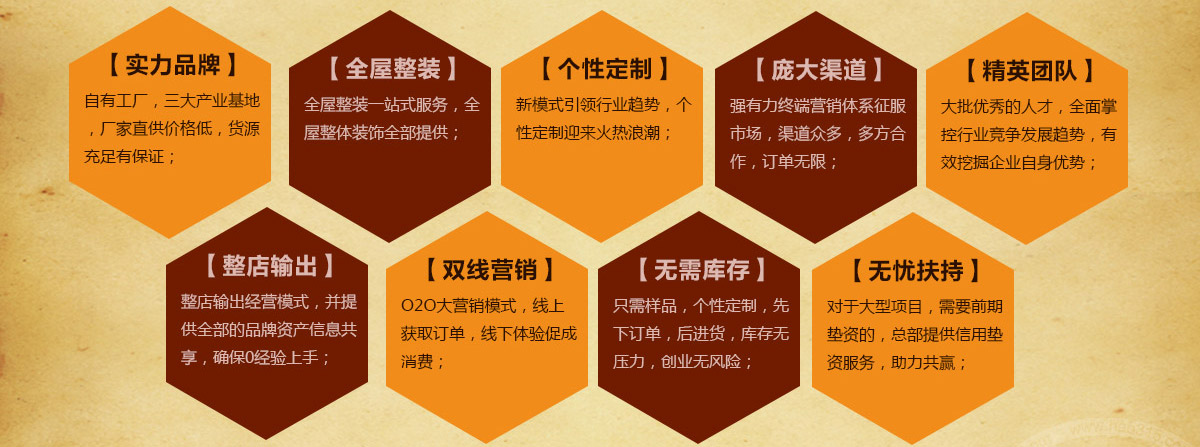 【实力品牌】
自有工厂，三大产业基地
，厂家直供价格低，货源
充足有保证；
【全屋整装】
全屋整装一站式服务，全
屋整体装饰全部提供；
【个性定制】
新模式引领行业趋势，个
性定制迎来火热浪潮；
【庞大渠道】
强有力终端营销体系征服
市场，渠道众多，多方合
作，订单无限；
【精英团队】
大批优秀的人才，全面掌
控行业竞争发展趋势，有
效挖掘企业自身优势；
【整店输出】
整店输出经营模式，并提
供全部的品牌资产信息共
享，确保0经验上手；
【双线营销】
O2O大营销模式，线上
获取订单，线下体验促成
消费；
【无需库存】
只需样品，个性定制，先
下订单，后进货，库存无
压力，创业无风险；
【无忧扶持】
对于大型项目，需要前期
垫资的，总部提供信用垫
资服务，助力共赢；